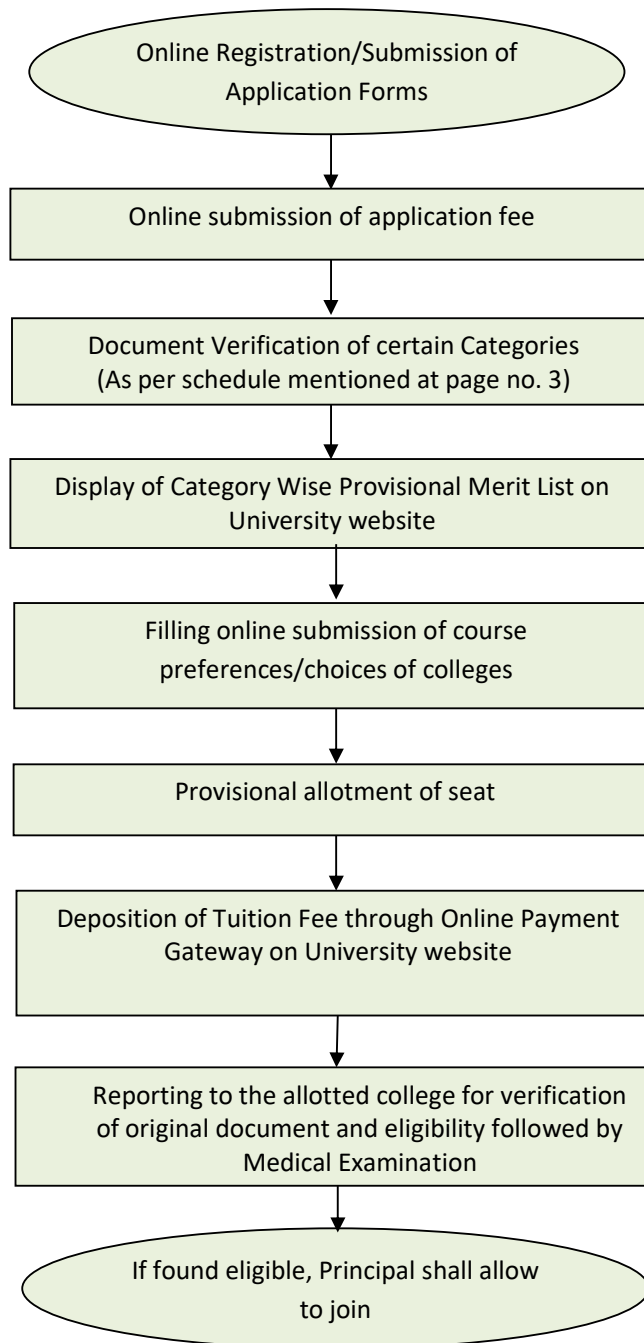 Online Registration/Submission of
Application Forms
Online submission of application fee
Document Verification of certain Categories
(As per schedule mentioned at page no. 3)
Display of Category Wise Provisional Merit List on
University website
Filling online submission of course
preferences/choices of colleges
Provisional allotment of seat
Deposition of Tuition Fee through Online Payment
Gateway on University website
Reporting to the allotted college for verification
of original document and eligibility followed by
Medical Examination
If found eligible, Principal shall allow
to join